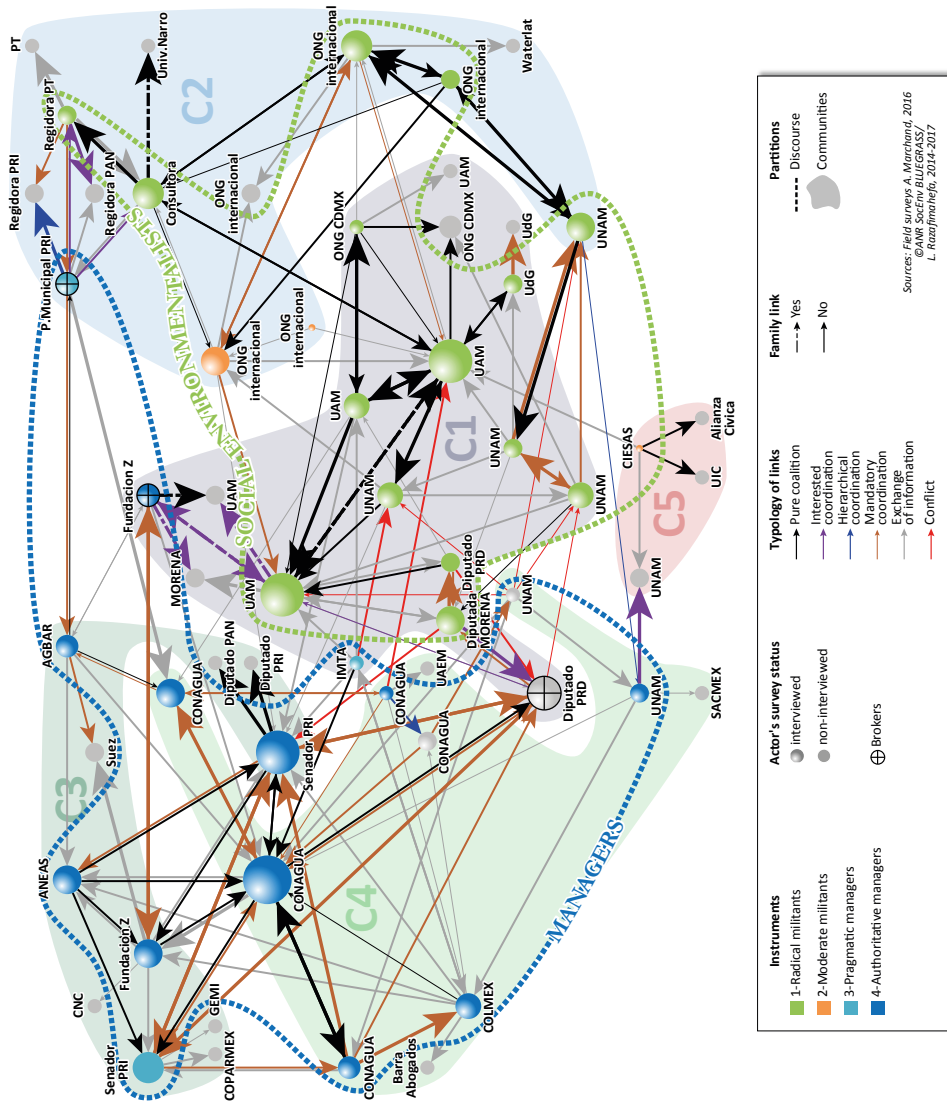 CNC
Senador
PRI
COPARMEX
GEMI
Fundacion Z
ANEAS
Suez
AGBAR
P.Municipal PRI
Regidora PRI
Regidora PAN
Regidora PT
PT
Univ.Narro
Consultora
C3
C2
Fundacion Z
MORENA
UAM
UAM
CONAGUA
Diputado PAN
Diputado
PRI
Senador PRI
CONAGUA
SOCIAL-ENVIRONMENTALISTS
ONG
internacional
ONG
internacional
ONG
internacional
ONG
internacional
ONG
internacional
Waterlat
C4
CONAGUA
Barra
Abogados
COLMEX
IMTA
CONAGUA
UAEM
CONAGUA
UNAM
UAM
ONG CDMX
UAM
ONG CDMX
UAM
C1
Diputado
PRD
Diputado
MORENA
Diputado
PRD
UNAM
UNAM
UNAM
UdG
UdG
UNAM
MANAGERS
UNAM
SACMEX
UNAM
C5
CIESAS
UIC
Alianza
Civica
Instruments
1-Radical militants
2-Moderate militants
3-Pragmatic managers
4-Authoritative managers
Actor's survey status
interviewed
non-interviewed
Brokers
Typology of links
Pure coalition
Interested
coordination
Hierarchical
coordination
Mandatory
coordination
Exchange
of information
Conflict
Family link
Yes
No
Partitions
Discourse
Communities
Sources: Field surveys A. Marchand, 2016
©ANR SocEnv BLUEGRASS/
L. Razafimahefa, 2014-2017